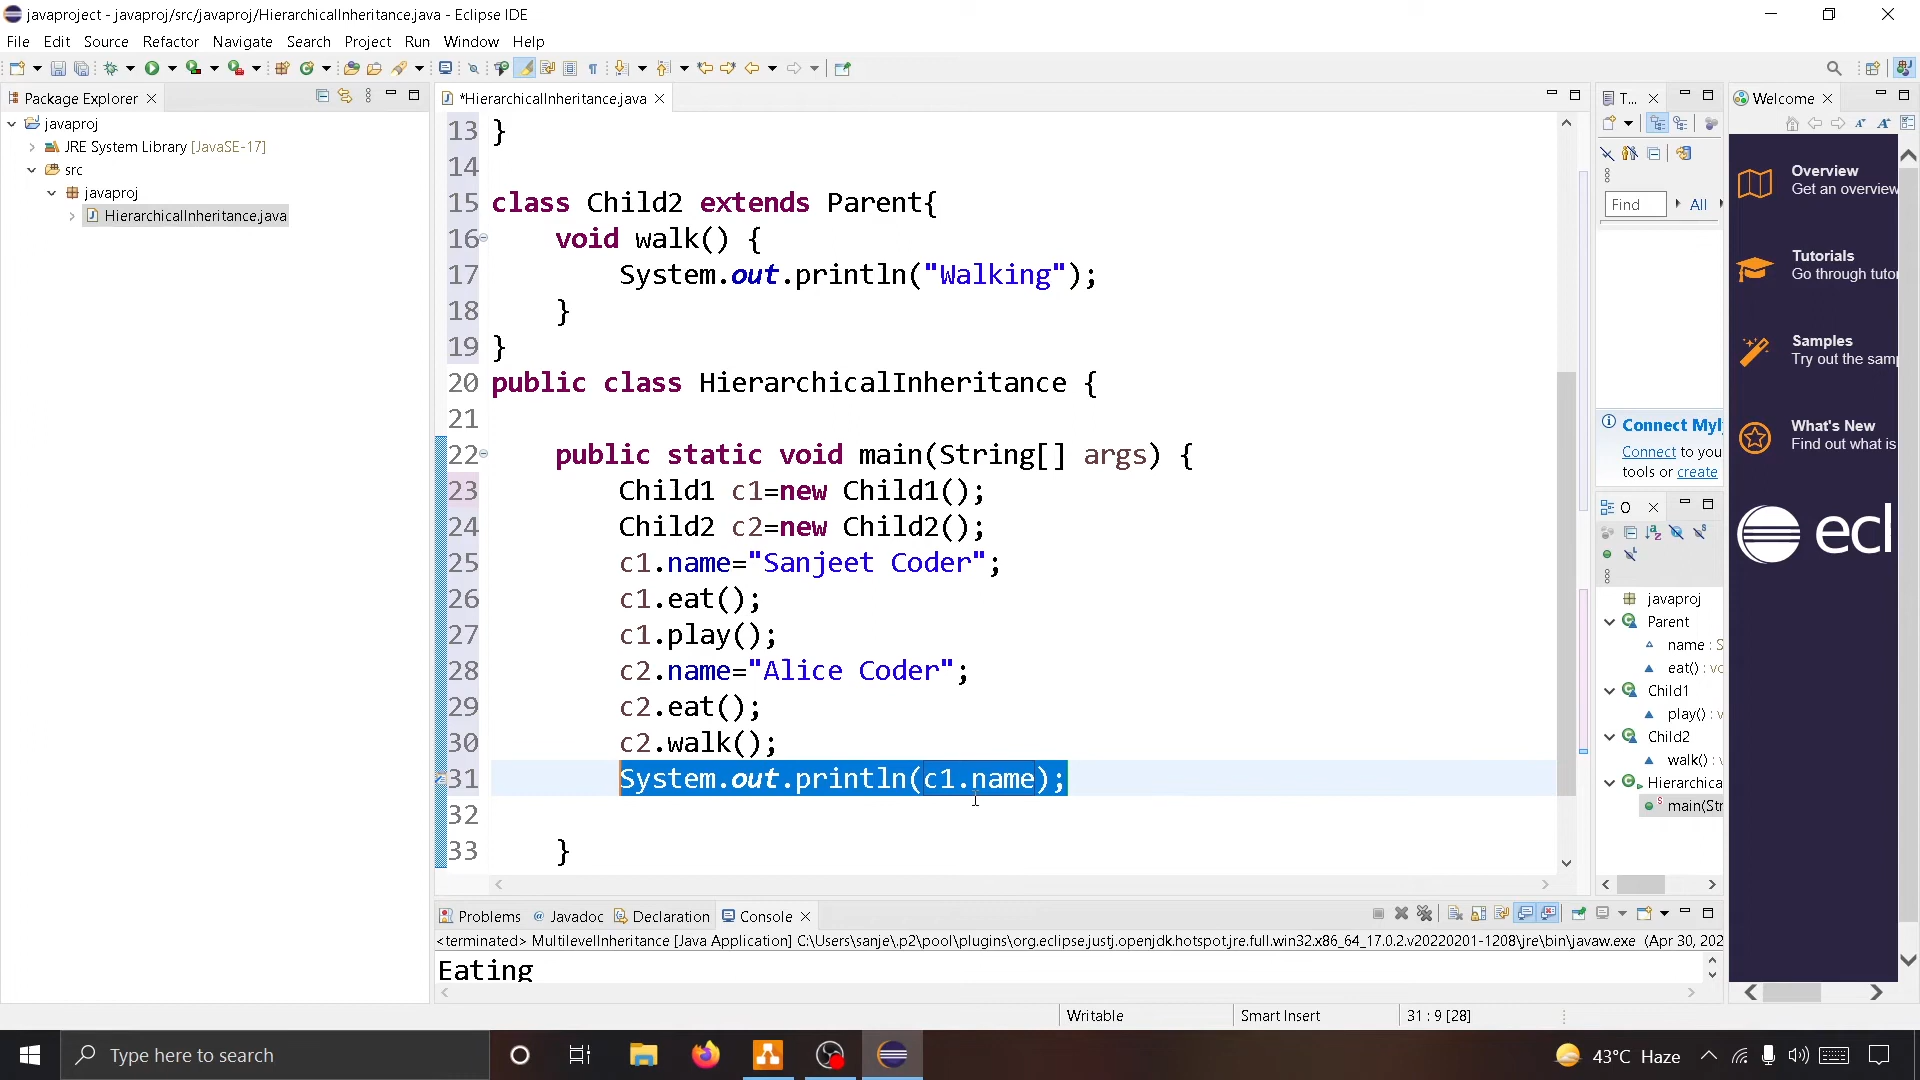 javaproject - javaproj/src/javaproj/HierarchicalInheritance.java - Eclipse IDE
File Edit Source Refactor Navigate Search Project Run Window Help
Package Explorer
javaproj
JRE System Library [JavaSE-17]
src
javaproj
HierarchicalInheritance.java
*HierarchicalInheritance.java
13 }
14
15 class Child2 extends Parent{
16 void walk() {
17 System.out.println("Walking");
18 }
19 }
20 public class HierarchicalInheritance {
21
22 public static void main(String[] args) {
23 Child1 c1=new Child1();
24 Child2 c2=new Child2();
25 c1.name="Sanjeet Coder";
26 c1.eat();
27 c1.play();
28 c2.name="Alice Coder";
29 c2.eat();
30 c2.walk();
31 System.out.println(c1.name);
32
33 }
T...
Find All
Connect Myl
Connect to you
tools or create
O
javaproj
Parent
name : S
eat() : vo
Child1
play() : v
Child2
walk() :
Hierarchica
main(Str
Welcome
Overview
Get an overview
Tutorials
Go through tutor
Samples
Try out the samp
What's New
Find out what is
ecl
Problems @ Javadoc Declaration Console
<terminated> MultilevelInheritance [Java Application] C:\Users\sanje\.p2\pool\plugins\org.eclipse.justj.openjdk.hotspot.jre.full.win32.x86_64_17.0.2.v20220201-1208\jre\bin\javaw.exe (Apr 30, 202
Eating
Writable Smart Insert 31 : 9 [28]
Type here to search
43°C Haze